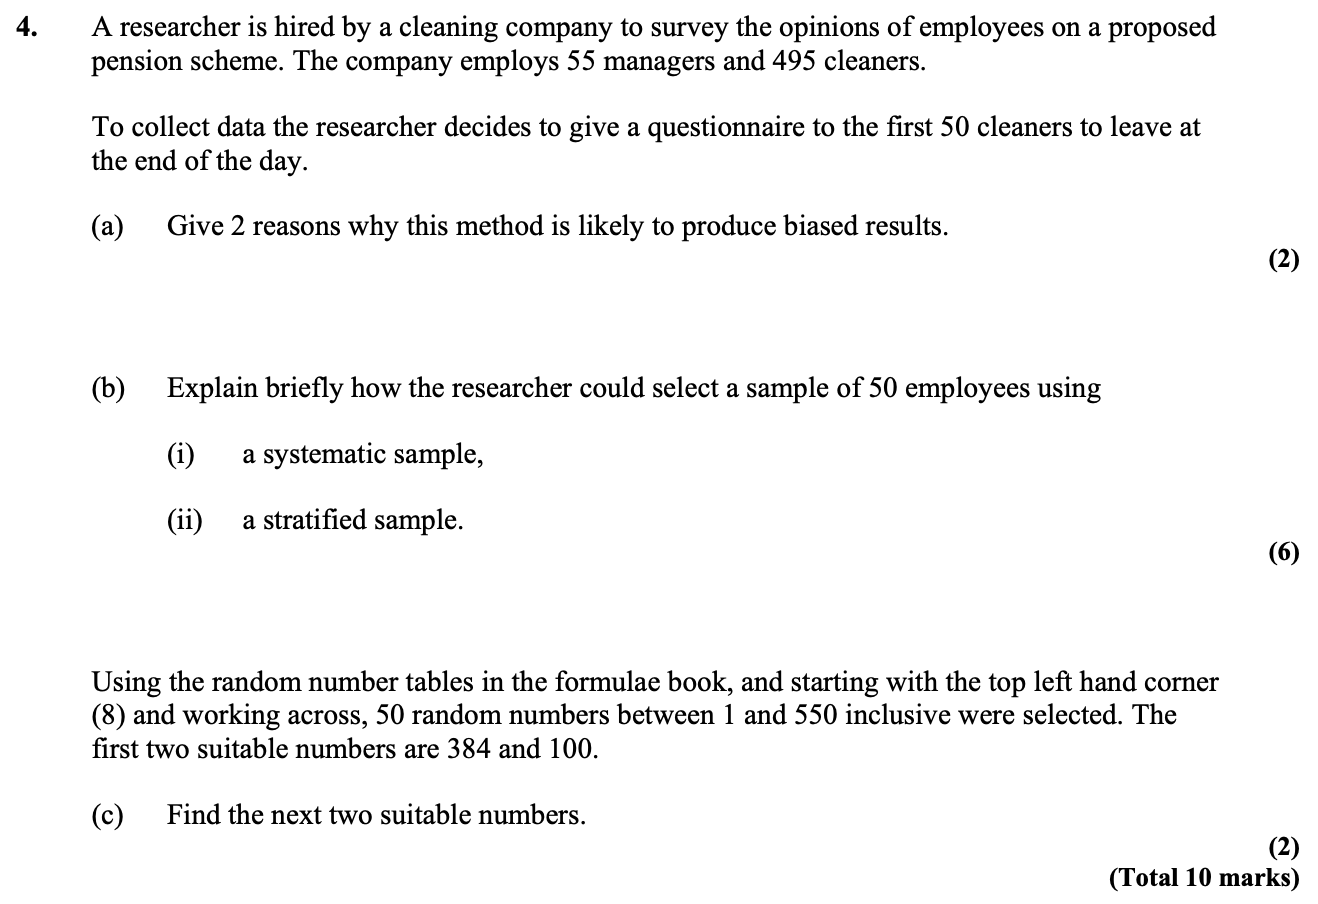 4. A researcher is hired by a cleaning company to survey the opinions of employees on a proposed
pension scheme. The company employs 55 managers and 495 cleaners.
To collect data the researcher decides to give a questionnaire to the first 50 cleaners to leave at
the end of the day.
(a) Give 2 reasons why this method is likely to produce biased results.
(2)
(b) Explain briefly how the researcher could select a sample of 50 employees using
(i) a systematic sample,
(ii) a stratified sample.
(6)
Using the random number tables in the formulae book, and starting with the top left hand corner
(8) and working across, 50 random numbers between 1 and 550 inclusive were selected. The
first two suitable numbers are 384 and 100.
(c) Find the next two suitable numbers.
(2)
(Total 10 marks)